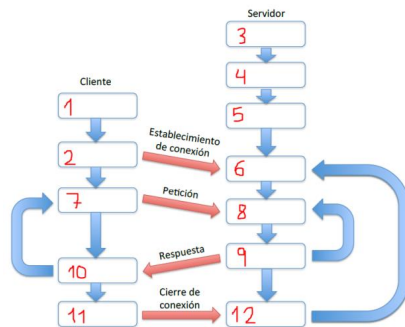 Servidor
3
4
Cliente
1
5
Establecimiento
de conexión
2
6
Petición
7
8
Respuesta
9
10
Cierre de
conexión
11
12